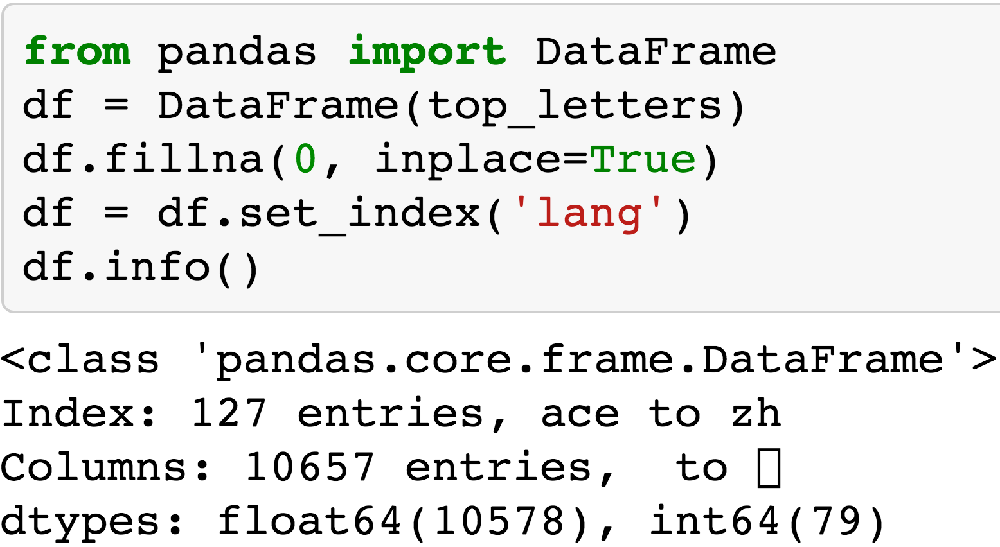 from pandas import DataFrame
df = DataFrame(top_letters)
df.fillna(0, inplace=True)
df = df.set_index('lang')
df.info()
<class 'pandas.core.frame.DataFrame'>
Index: 127 entries, ace to zh
Columns: 10657 entries,  to
dtypes: float64(10578), int64(79)